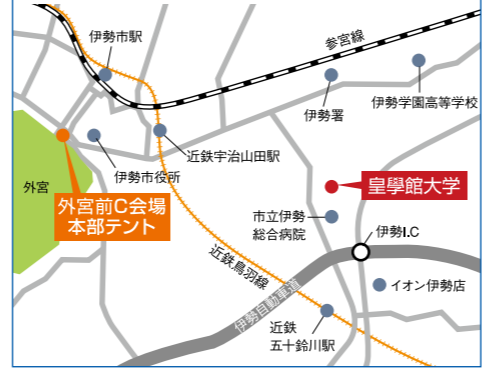 伊勢市駅
参宮線
伊勢署
伊勢学園高等学校
近鉄宇治山田駅
伊勢市役所
外宮
外宮前C会場
本部テント
皇學館大学
市立伊勢
総合病院
伊勢I.C
近鉄鳥羽線
伊勢自動車道
イオン伊勢店
近鉄
五十鈴川駅